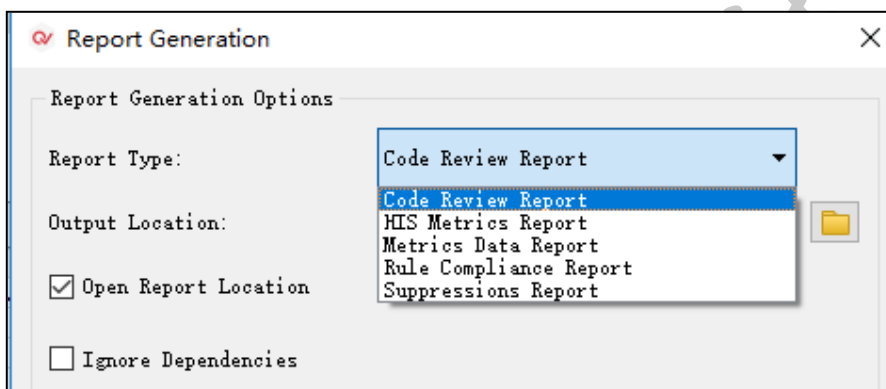 Report Generation
Report Generation Options
Report Type:
Code Review Report
Code Review Report
HIS Metrics Report
Output Location:
Metrics Data Report
Rule Compliance Report
Open Report Location
Suppressions Report
Ignore Dependencies